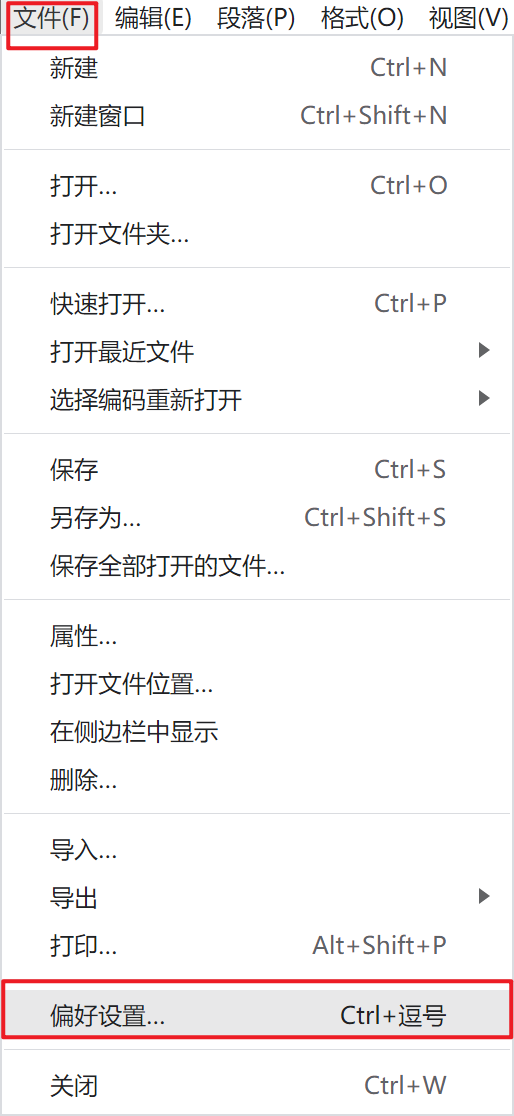 文件(F) 编辑(E) 段落(P) 格式(O) 视图(V)
新建 Ctrl+N
新建窗口 Ctrl+Shift+N
打开... Ctrl+O
打开文件夹...
快速打开... Ctrl+P
打开最近文件
选择编码重新打开
保存 Ctrl+S
另存为... Ctrl+Shift+S
保存全部打开的文件...
属性...
打开文件位置...
在侧边栏中显示
删除...
导入...
导出
打印... Alt+Shift+P
偏好设置... Ctrl+逗号
关闭 Ctrl+W